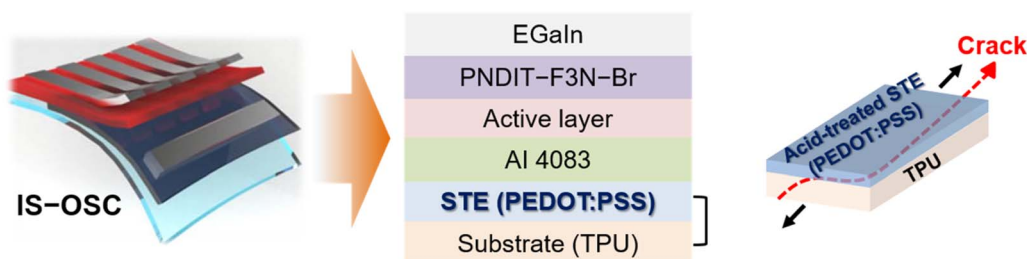 IS-OSC
EGaIn
PNDIT-F3N-Br
Active layer
AI 4083
STE (PEDOT:PSS)
Substrate (TPU)
Crack
Acid-treated STE
(PEDOT:PSS)
TPU